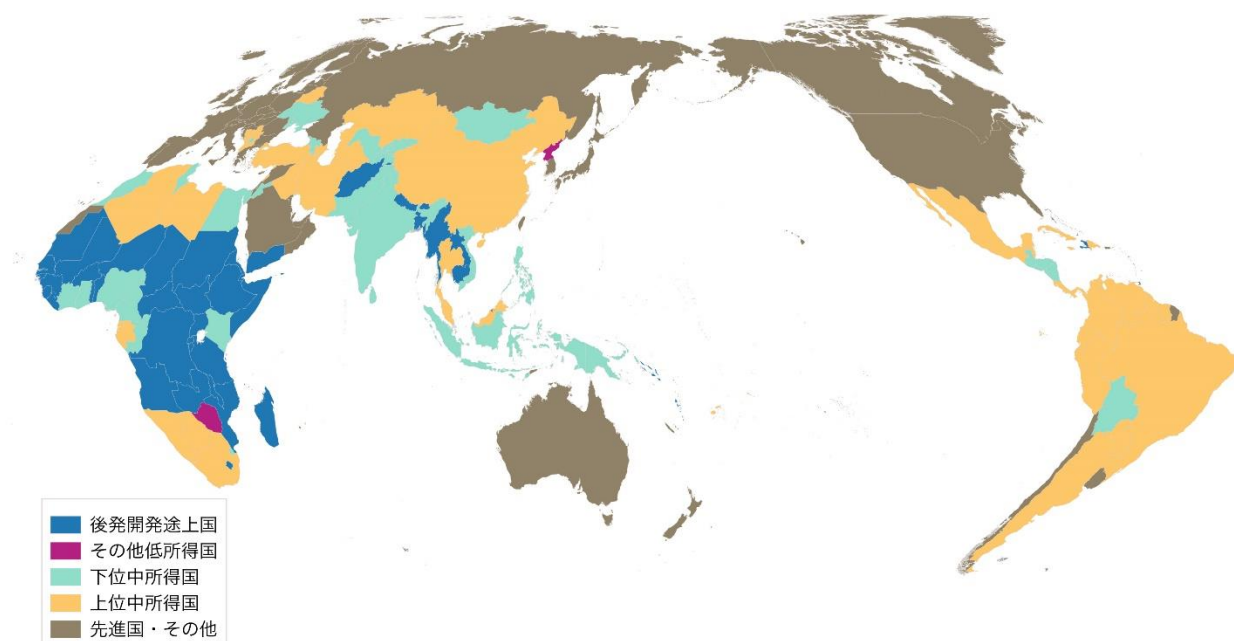 後発開発途上国
その他低所得国
下位中所得国
上位中所得国
先進国・その他